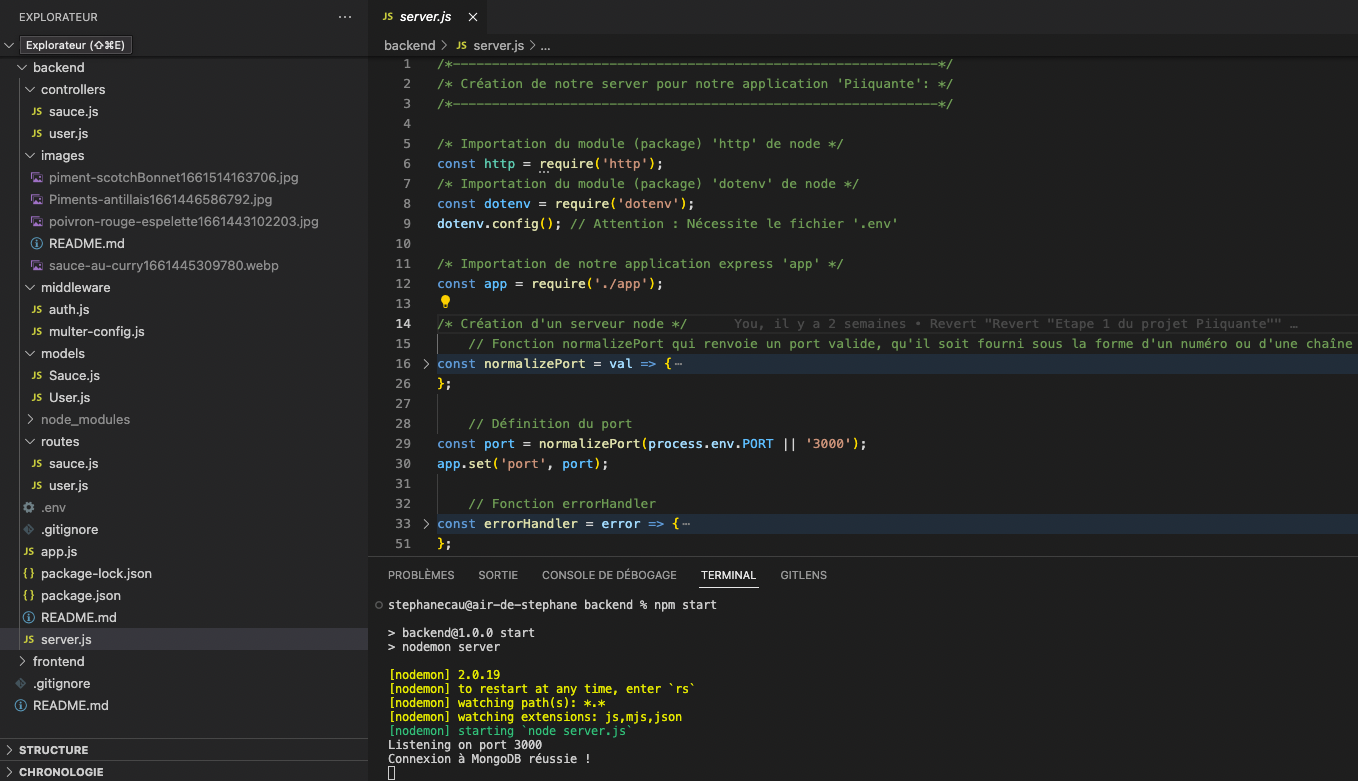 EXPLORATEUR
Explorateur (⇧⌘E)
backend
controllers
JS sauce.js
JS user.js
images
piment-scotchBonnet1661514163706.jpg
Piments-antillais1661446586792.jpg
poivron-rouge-espelette1661443102203.jpg
README.md
sauce-au-curry1661445309780.webp
middleware
JS auth.js
JS multer-config.js
models
JS Sauce.js
JS User.js
node_modules
routes
JS sauce.js
JS user.js
.env
.gitignore
JS app.js
{} package-lock.json
{} package.json
README.md
JS server.js
frontend
.gitignore
README.md
STRUCTURE
CHRONOLOGIE
JS server.js
backend > JS server.js > ...
1 /*--------------------------------------------------------------*/
2 /* Création de notre server pour notre application 'Piiquante': */
3 /*--------------------------------------------------------------*/
4
5 /* Importation du module (package) 'http' de node */
6 const http = require('http');
7 /* Importation du module (package) 'dotenv' de node */
8 const dotenv = require('dotenv');
9 dotenv.config(); // Attention : Nécessite le fichier '.env'
10
11 /* Importation de notre application express 'app' */
12 const app = require('./app');
13
14 /* Création d'un serveur node */ You, il y a 2 semaines • Revert "Revert "Etape 1 du projet Piiquante"" …
15 // Fonction normalizePort qui renvoie un port valide, qu'il soit fourni sous la forme d'un numéro ou d'une chaîne
16 const normalizePort = val => {⋯
26 };
27
28 // Définition du port
29 const port = normalizePort(process.env.PORT || '3000');
30 app.set('port', port);
31
32 // Fonction errorHandler
33 const errorHandler = error => {⋯
51 };
PROBLÈMES SORTIE CONSOLE DE DÉBOGAGE TERMINAL GITLENS
stephanecau@air-de-stephane backend % npm start
> backend@1.0.0 start
> nodemon server
[nodemon] 2.0.19
[nodemon] to restart at any time, enter `rs`
[nodemon] watching path(s): *.*
[nodemon] watching extensions: js,mjs,json
[nodemon] starting `node server.js`
Listening on port 3000
Connexion à MongoDB réussie !